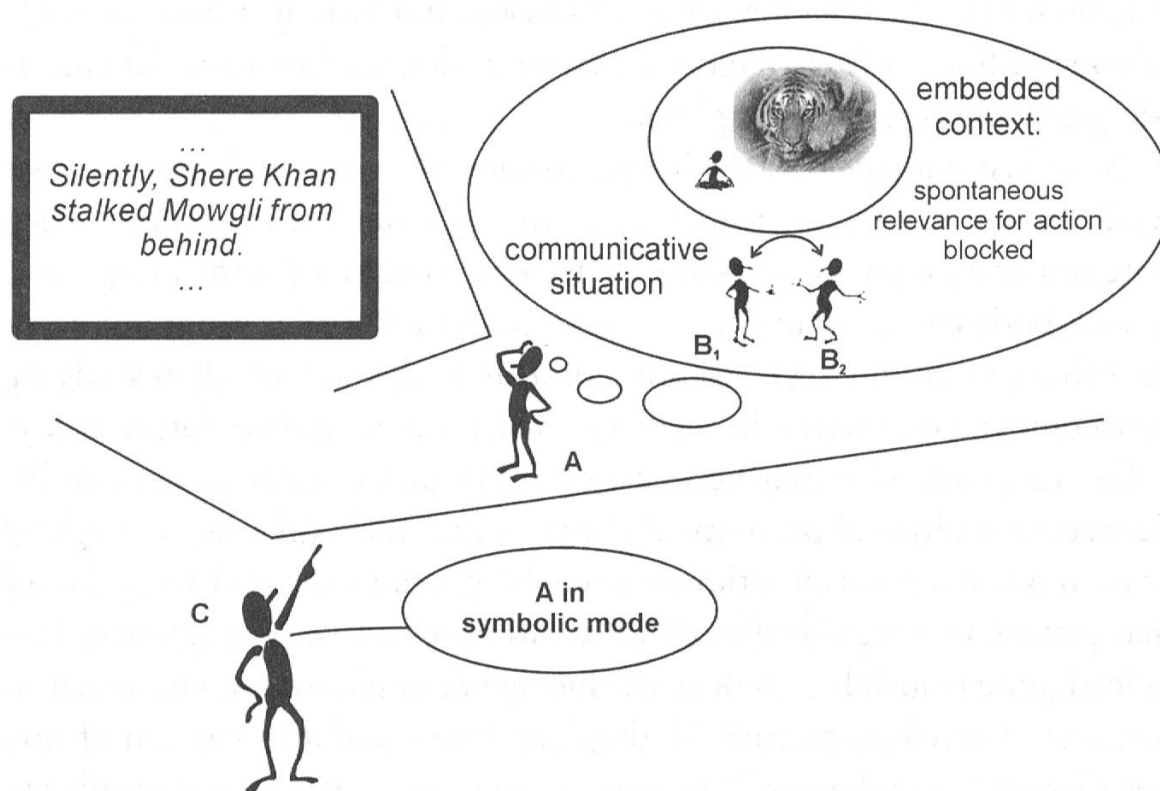 ...
Silently, Shere Khan
stalked Mowgli from
behind.
...
embedded
context:
spontaneous
relevance for action
blocked
communicative
situation
B₁
B₂
A
C
A in
symbolic mode